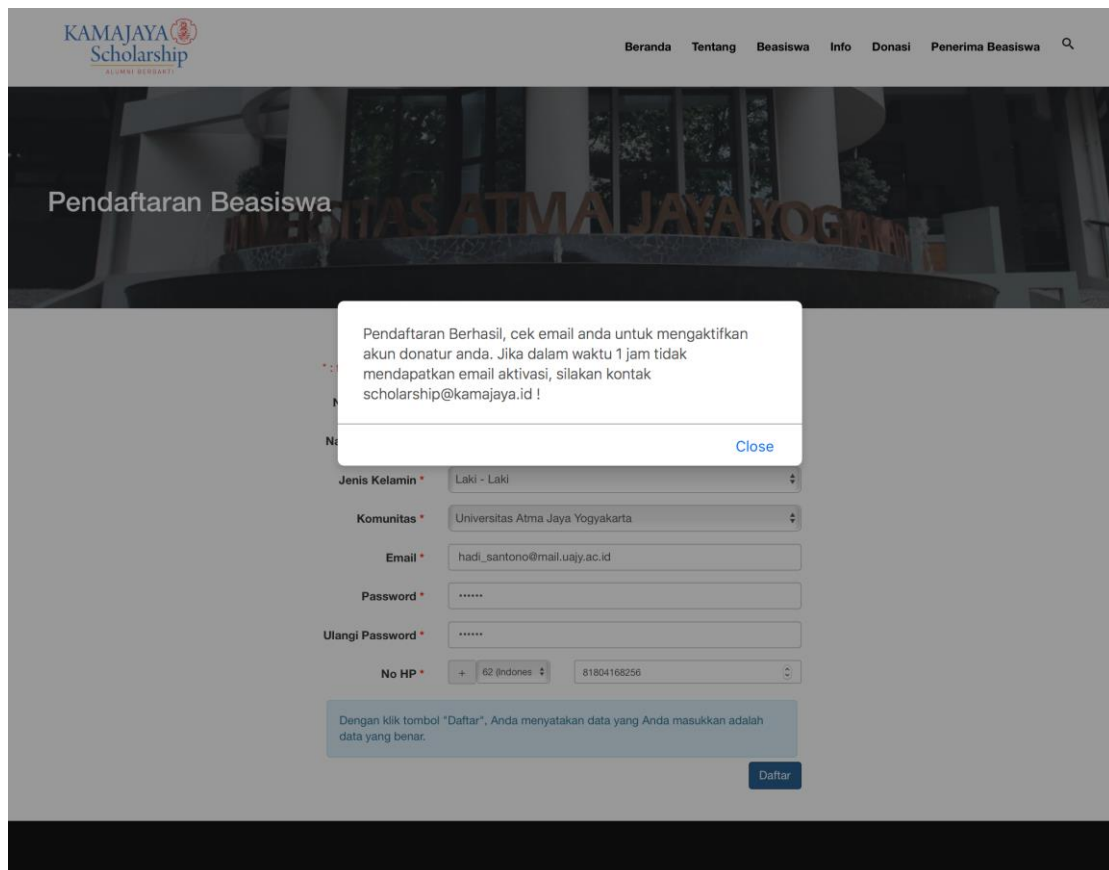 KAMAJAYA
Scholarship
ALUMNI BERBAKTI
Beranda Tentang Beasiswa Info Donasi Penerima Beasiswa
Pendaftaran Beasiswa
UNIVERSITAS ATMA JAYA YOGYAKARTA
Pendaftaran Berhasil, cek email anda untuk mengaktifkan
akun donatur anda. Jika dalam waktu 1 jam tidak
mendapatkan email aktivasi, silakan kontak
scholarship@kamajaya.id !
Close
* :
Jenis Kelamin * Laki - Laki
Komunitas * Universitas Atma Jaya Yogyakarta
Email * hadi_santono@mail.uajy.ac.id
Password * ••••••
Ulangi Password * ••••••
No HP * + 62 (Indones 81804168256
Dengan klik tombol "Daftar", Anda menyatakan data yang Anda masukkan adalah
data yang benar.
Daftar